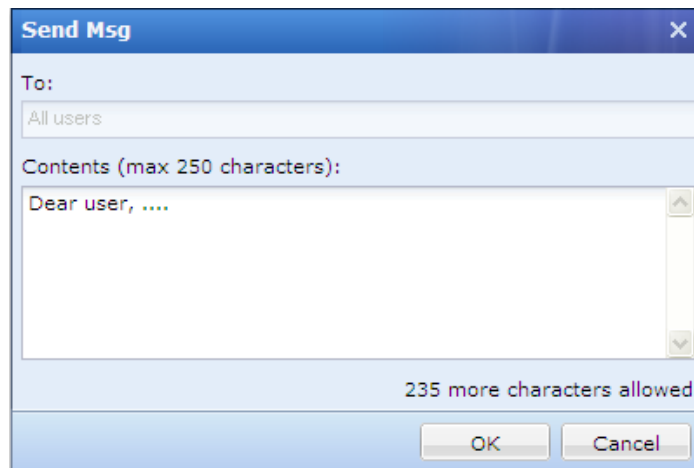 Send Msg
To:
All users
Contents (max 250 characters):
Dear user, ....
235 more characters allowed
OK
Cancel